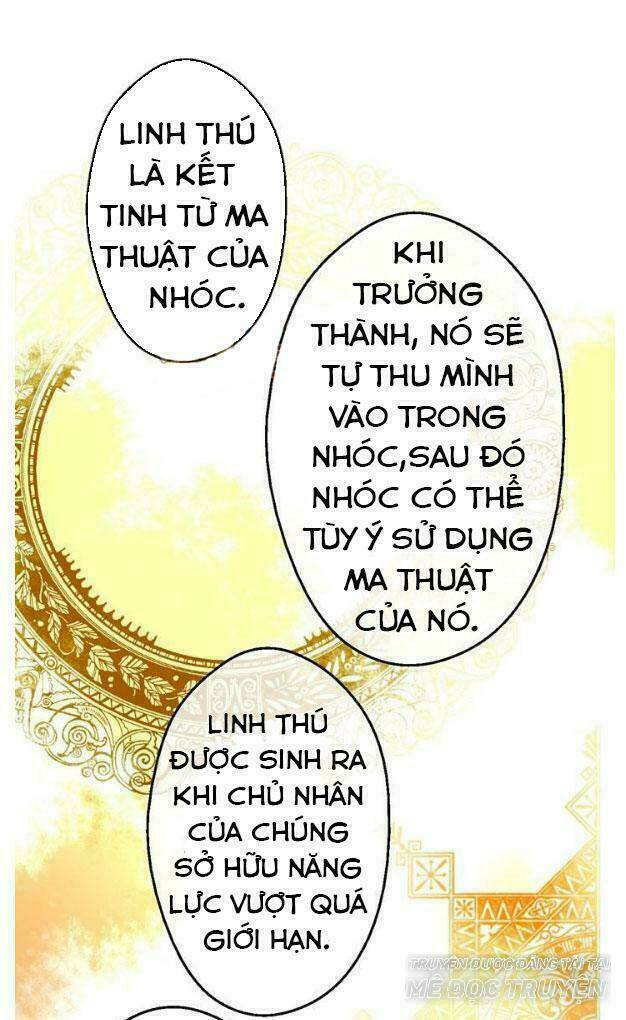 LINH THÚ
LÀ KẾT
TINH TỪ MA
THUẬT CỦA
NHÓC.
KHI
TRƯỞNG
THÀNH, NÓ SẼ
TỰ THU MÌNH
VÀO TRONG
NHÓC,SAU ĐÓ
NHÓC CÓ THỂ
TÙY Ý SỬ DỤNG
MA THUẬT
CỦA NÓ.
LINH THÚ
ĐƯỢC SINH RA
KHI CHỦ NHÂN
CỦA CHÚNG
SỞ HỮU NĂNG
LỰC VƯỢT QUÁ
GIỚI HẠN.
TRUYỆN ĐƯỢC ĐĂNG TẢI TẠI
MÊ ĐỌC TRUYỆN